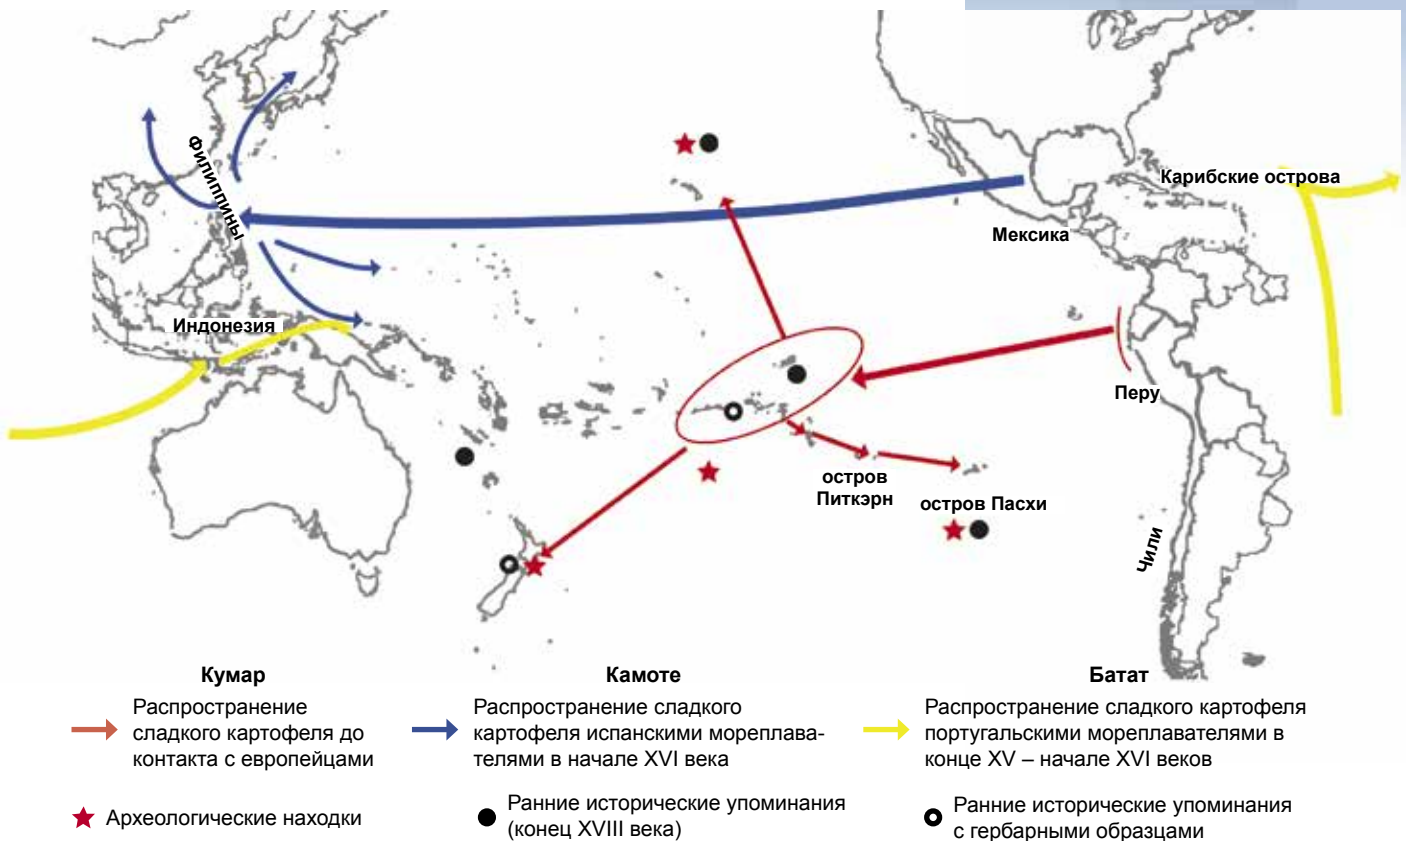 Филиппины
Карибские острова
Мексика
Индонезия
Перу
остров
Питкэрн
остров Пасхи
Чили
Кумар
Распространение
сладкого картофеля до
контакта с европейцами
Камоте
Распространение сладкого
картофеля испанскими мореплава-
телями в начале XVI века
Батат
Распространение сладкого картофеля
португальскими мореплавателями в
конце XV – начале XVI веков
Археологические находки
Ранние исторические упоминания
(конец XVIII века)
Ранние исторические упоминания
с гербарными образцами